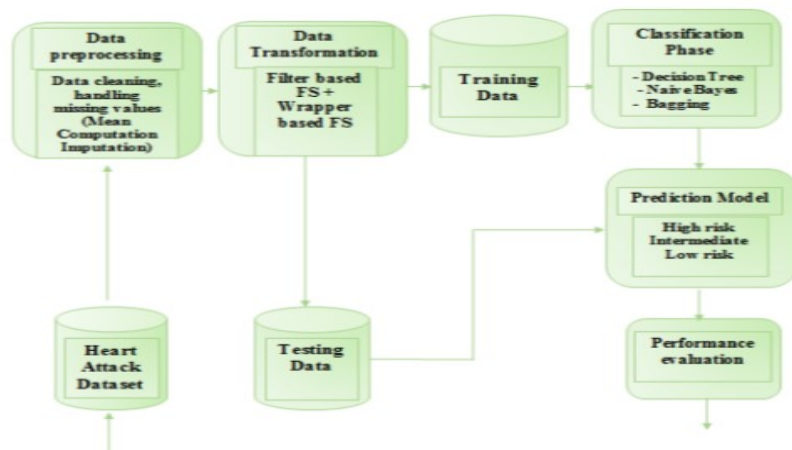 Data
preprocessing
Data cleaning,
handling
missing values
(Mean
Computation
Imputation)
Data
Transformation
Filter based
FS +
Wrapper
based FS
Training
Data
Classification
Phase
- Decision Tree
- Naive Bayes
- Bagging
Prediction Model
High risk
Intermediate
Low risk
Heart
Attack
Dataset
Testing
Data
Performance
evaluation